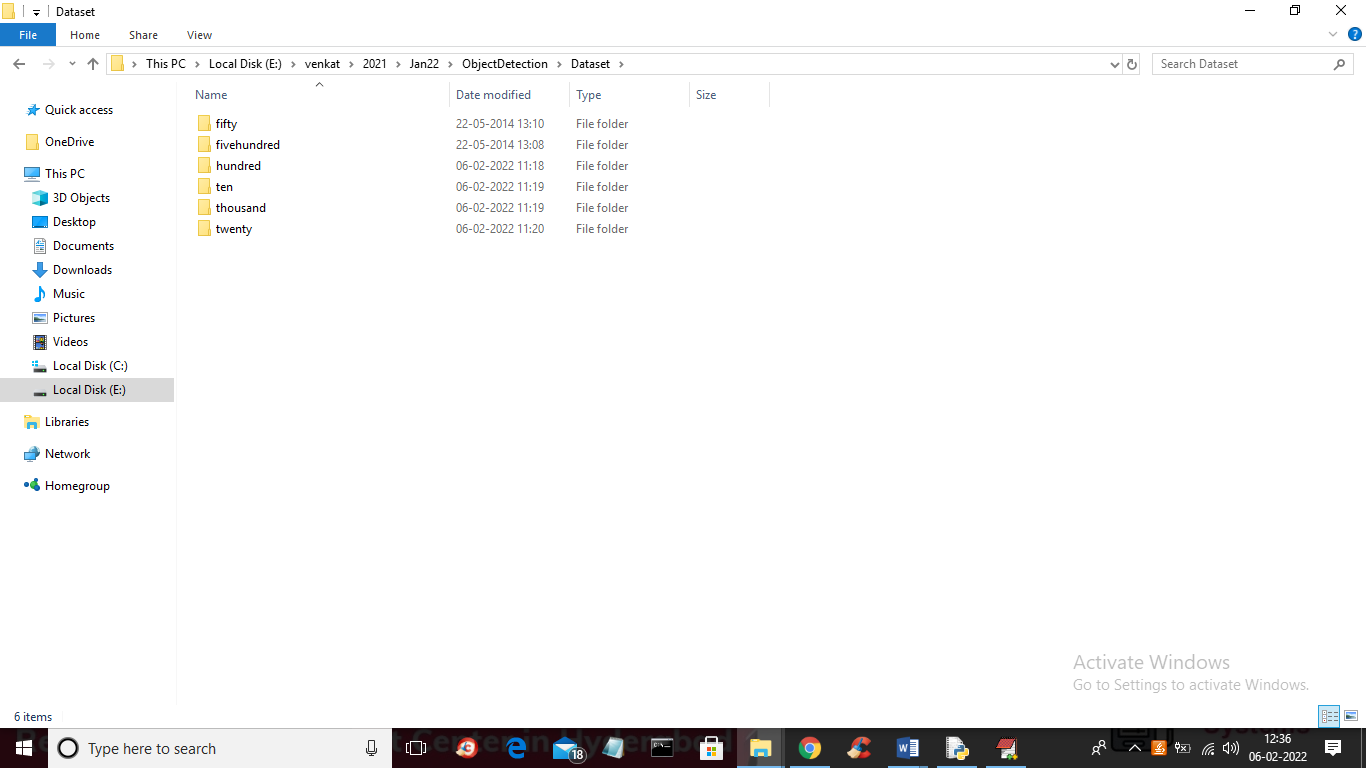 Dataset
File Home Share View
This PC Local Disk (E:) venkat 2021 Jan22 ObjectDetection Dataset
Search Dataset
Name Date modified Type Size
fifty 22-05-2014 13:10 File folder
fivehundred 22-05-2014 13:08 File folder
hundred 06-02-2022 11:18 File folder
ten 06-02-2022 11:19 File folder
thousand 06-02-2022 11:19 File folder
twenty 06-02-2022 11:20 File folder
Quick access
OneDrive
This PC
3D Objects
Desktop
Documents
Downloads
Music
Pictures
Videos
Local Disk (C:)
Local Disk (E:)
Libraries
Network
Homegroup
Activate Windows
Go to Settings to activate Windows.
6 items
Type here to search
18
12:36
06-02-2022